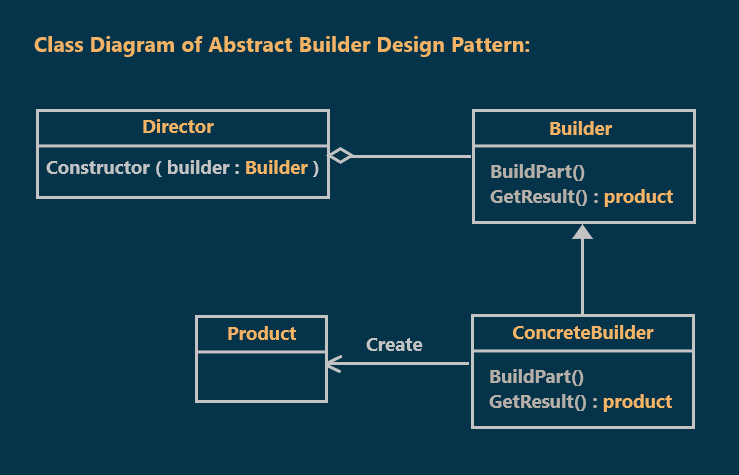 Class Diagram of Abstract Builder Design Pattern:
Director
Constructor ( builder : Builder )
Builder
BuildPart()
GetResult() : product
Product
Create
ConcreteBuilder
BuildPart()
GetResult() : product